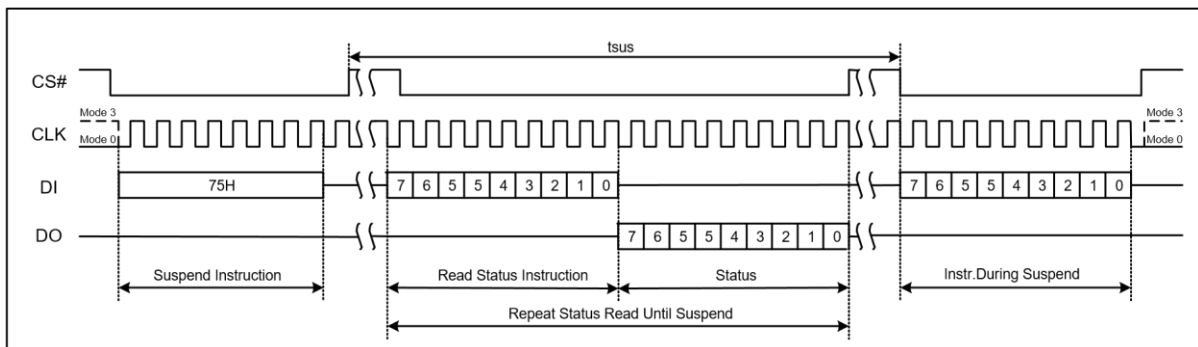 tsus
CS#
Mode 3
CLK
Mode 0
Mode 3
Mode 0
DI
75H
7 6 5 5 4 3 2 1 0
7 6 5 5 4 3 2 1 0
DO
7 6 5 5 4 3 2 1 0
Suspend Instruction
Read Status Instruction
Status
Instr.During Suspend
Repeat Status Read Until Suspend